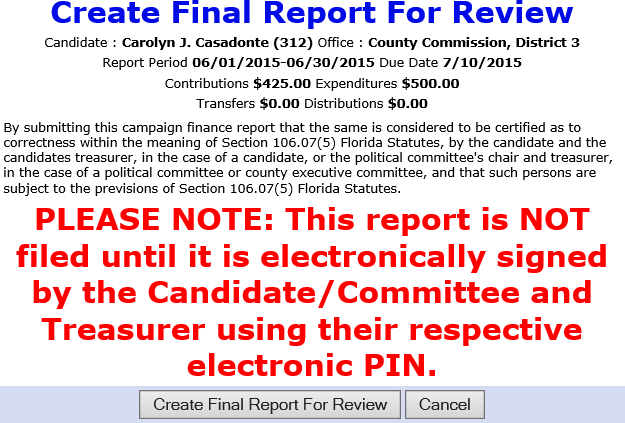 Create Final Report For Review
Candidate : Carolyn J. Casadonte (312) Office : County Commission, District 3
Report Period 06/01/2015-06/30/2015 Due Date 7/10/2015
Contributions $425.00 Expenditures $500.00
Transfers $0.00 Distributions $0.00
By submitting this campaign finance report that the same is considered to be certified as to
correctness within the meaning of Section 106.07(5) Florida Statutes, by the candidate and the
candidates treasurer, in the case of a candidate, or the political committee's chair and treasurer,
in the case of a political committee or county executive committee, and that such persons are
subject to the previsions of Section 106.07(5) Florida Statutes.
PLEASE NOTE: This report is NOT
filed until it is electronically signed
by the Candidate/Committee and
Treasurer using their respective
electronic PIN.
Create Final Report For Review Cancel